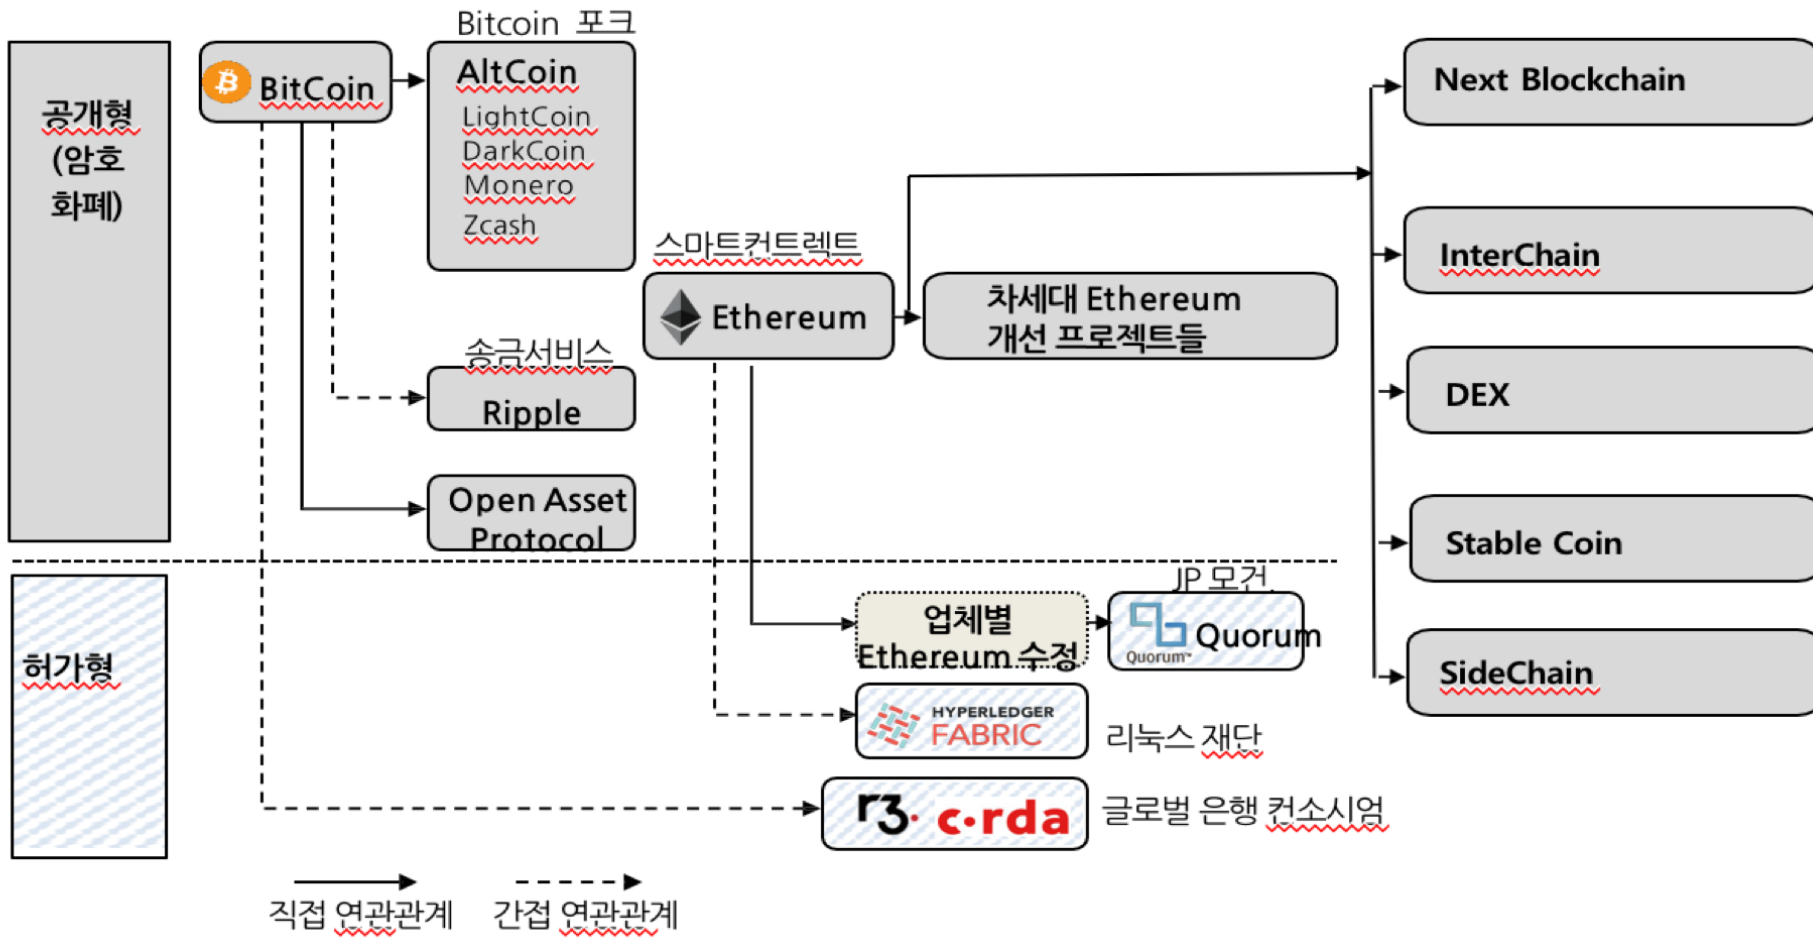 공개형
(암호
화폐)
BitCoin
Bitcoin 포크
AltCoin
LightCoin
DarkCoin
Monero
Zcash
송금서비스
Ripple
Open Asset
Protocol
스마트컨트렉트
Ethereum
차세대 Ethereum
개선 프로젝트들
Next Blockchain
InterChain
DEX
Stable Coin
SideChain
허가형
업체별
Ethereum 수정
JP 모건
Quorum
Quorum™
HYPERLEDGER
FABRIC
리눅스 재단
r3. c·rda
글로벌 은행 컨소시엄
직접 연관관계
간접 연관관계